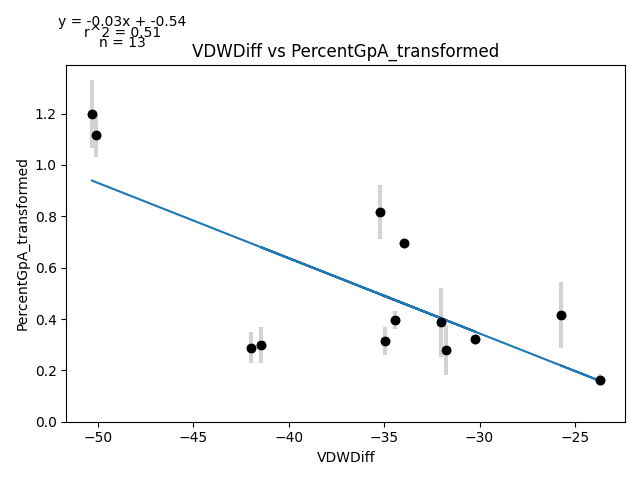 y = -0.03x + -0.54
r^2 = 0.51
n = 13
VDWDiff vs PercentGpA_transformed
PercentGpA_transformed
1.2
1.0
0.8
0.6
0.4
0.2
0.0
−50
−45
−40
−35
−30
−25
VDWDiff